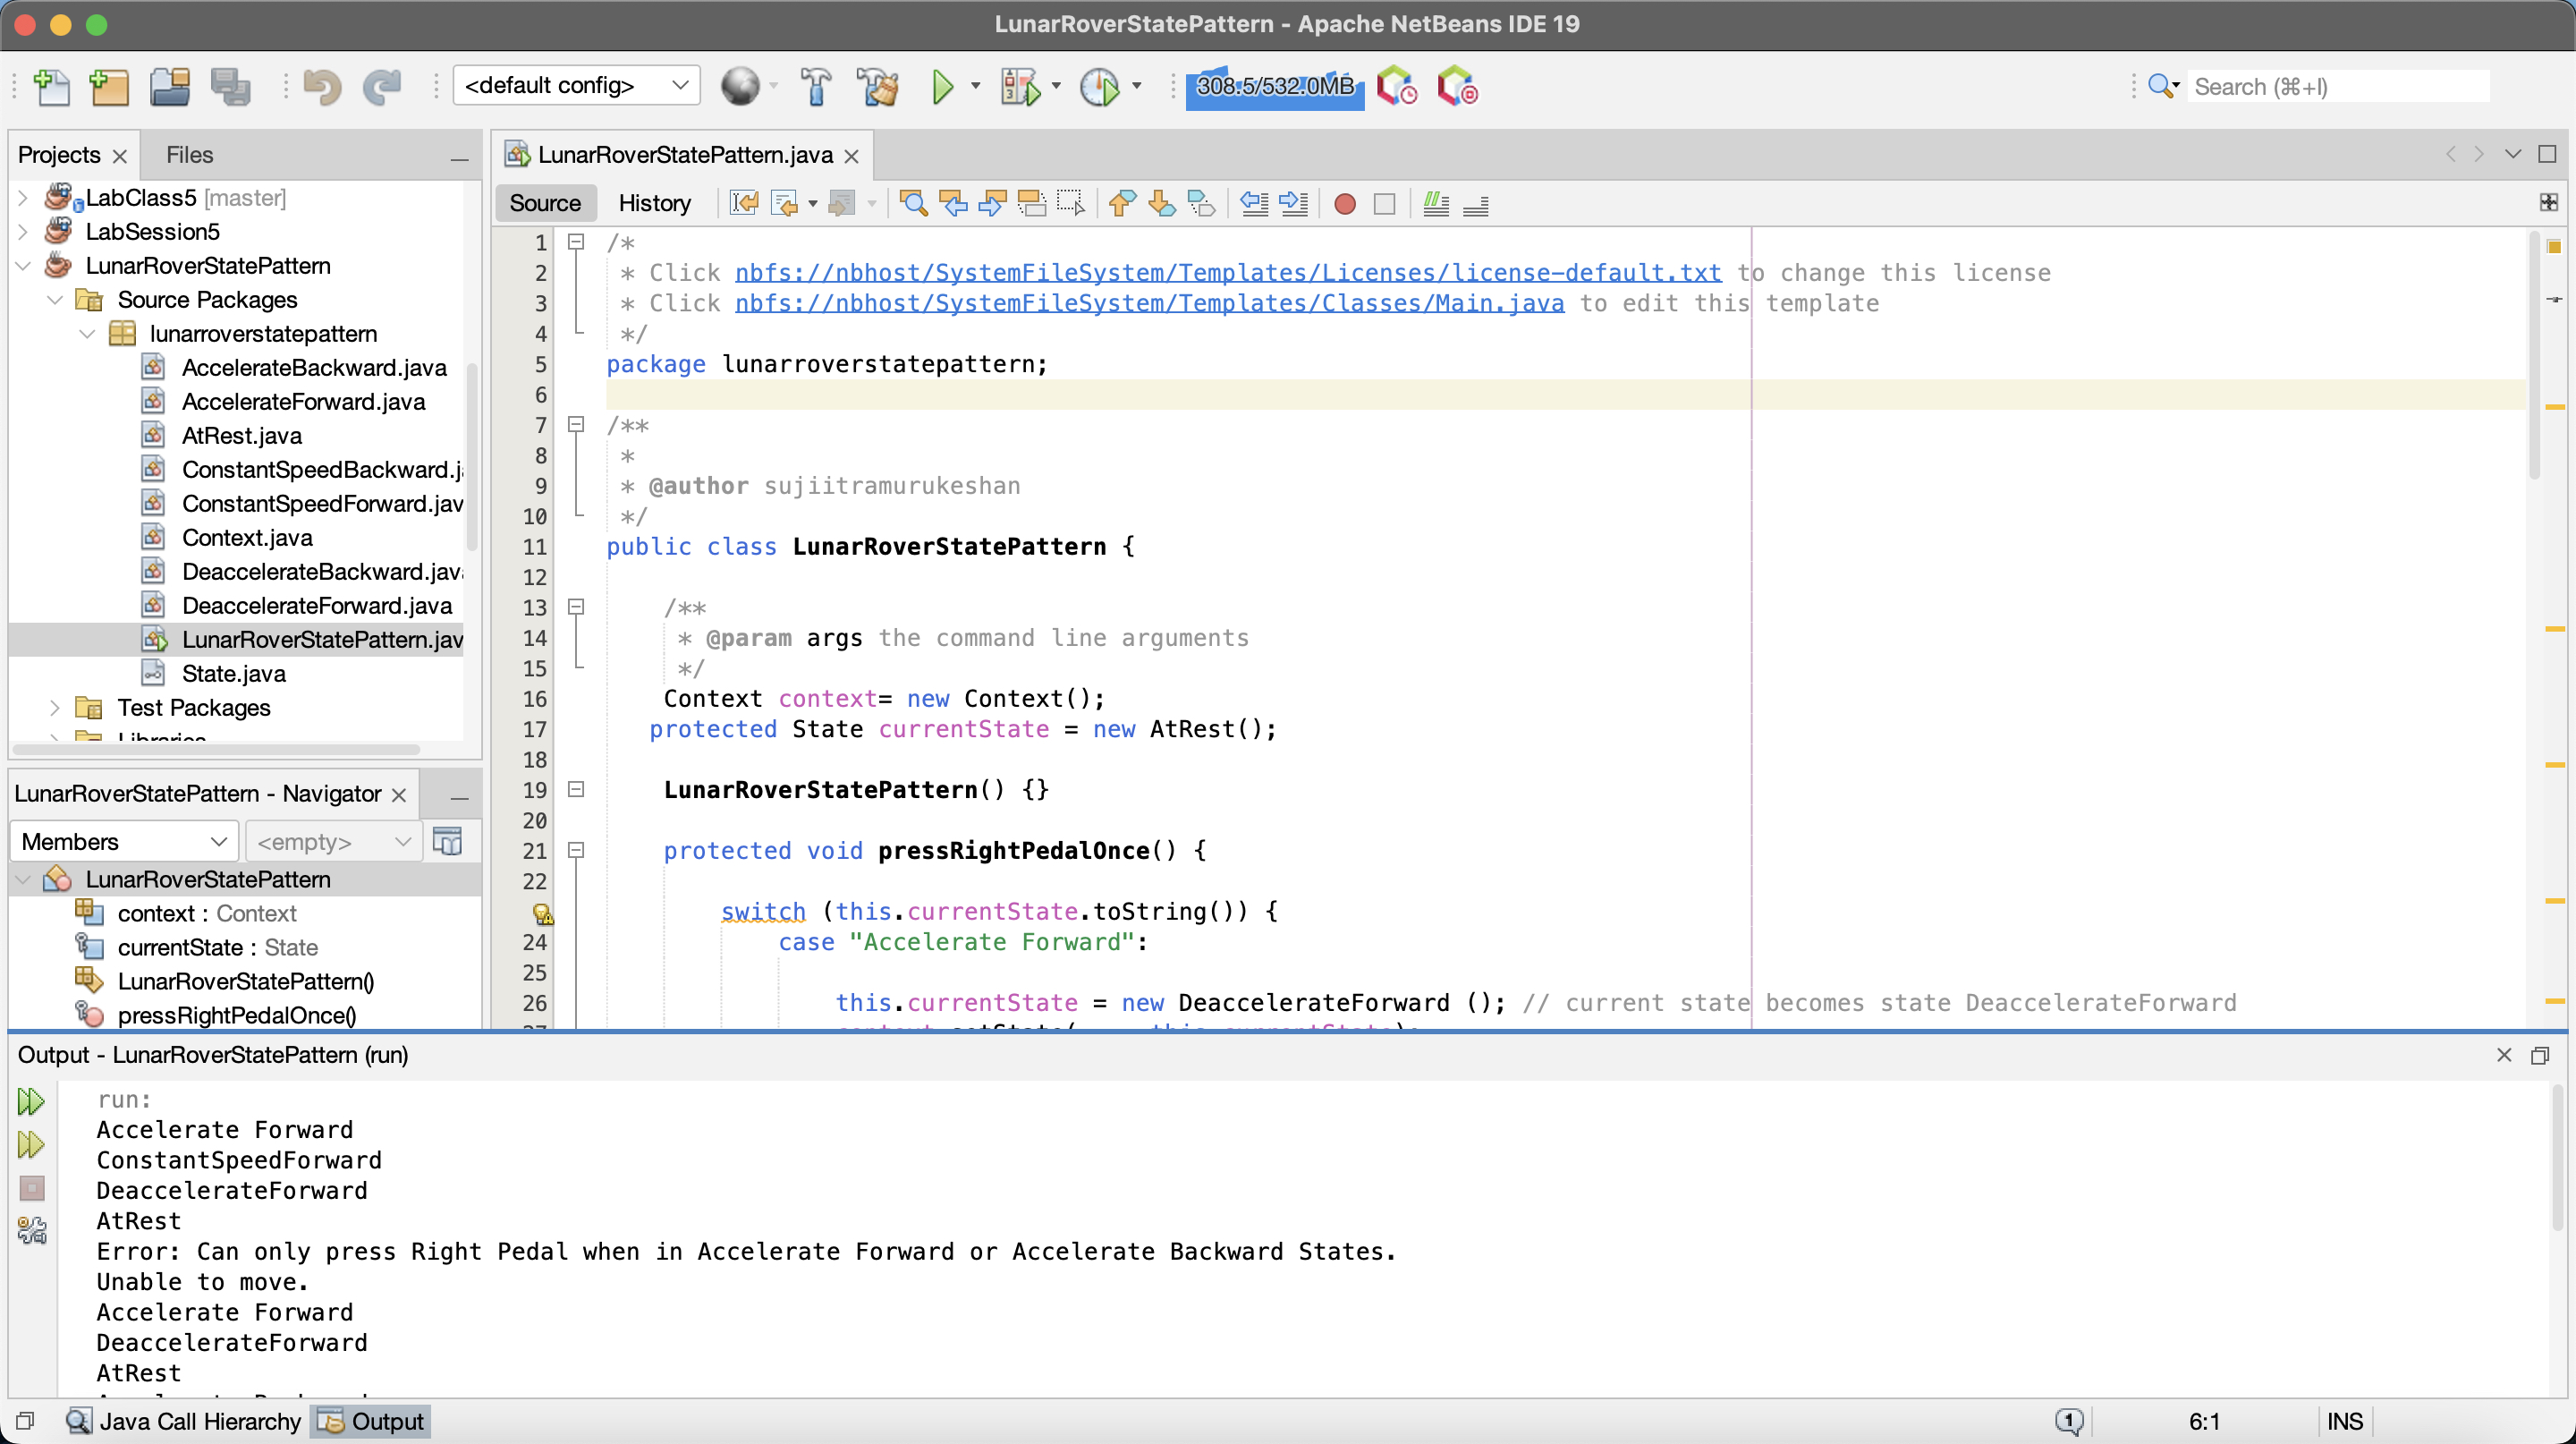 LunarRoverStatePattern - Apache NetBeans IDE 19
<default config>
308.5/532.0MB
Search (⌘+I)
Projects
Files
LabClass5 [master]
LabSession5
LunarRoverStatePattern
Source Packages
lunarroverstatepattern
AccelerateBackward.java
AccelerateForward.java
AtRest.java
ConstantSpeedBackward.j
ConstantSpeedForward.jav
Context.java
DeaccelerateBackward.jav
DeaccelerateForward.java
LunarRoverStatePattern.jav
State.java
Test Packages
Libraries
LunarRoverStatePattern - Navigator
Members
<empty>
LunarRoverStatePattern
context : Context
currentState : State
LunarRoverStatePattern()
pressRightPedalOnce()
LunarRoverStatePattern.java
Source History
1 /*
2 * Click nbfs://nbhost/SystemFileSystem/Templates/Licenses/license-default.txt to change this license
3 * Click nbfs://nbhost/SystemFileSystem/Templates/Classes/Main.java to edit this template
4 */
5 package lunarroverstatepattern;
6
7 /**
8 *
9 * @author sujiitramurukeshan
10 */
11 public class LunarRoverStatePattern {
12
13 /**
14 * @param args the command line arguments
15 */
16 Context context= new Context();
17 protected State currentState = new AtRest();
18
19 LunarRoverStatePattern() {}
20
21 protected void pressRightPedalOnce() {
22
switch (this.currentState.toString()) {
24 case "Accelerate Forward":
25
26 this.currentState = new DeaccelerateForward (); // current state becomes state DeaccelerateForward
Output - LunarRoverStatePattern (run)
run:
Accelerate Forward
ConstantSpeedForward
DeaccelerateForward
AtRest
Error: Can only press Right Pedal when in Accelerate Forward or Accelerate Backward States.
Unable to move.
Accelerate Forward
DeaccelerateForward
AtRest
Java Call Hierarchy
Output
1
6:1
INS